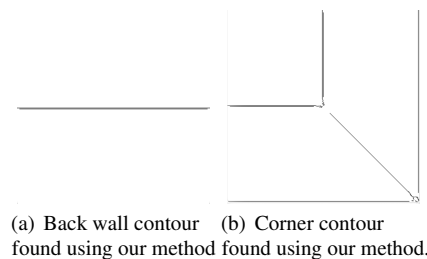 (a) Back wall contour
found using our method
(b) Corner contour
found using our method.